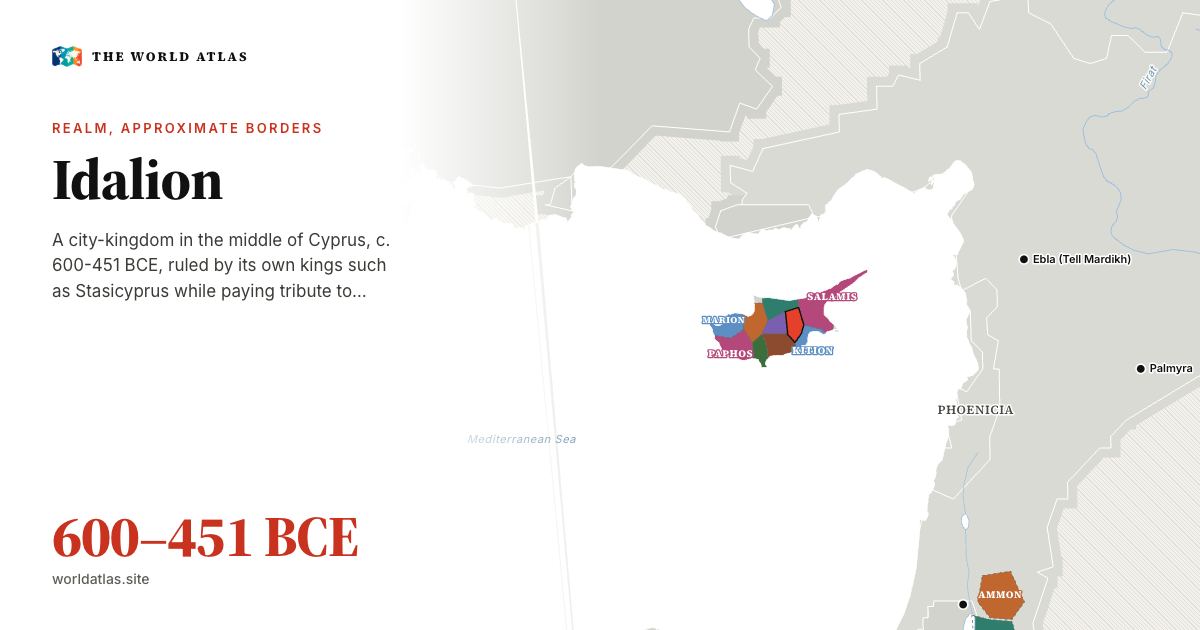 THE WORLD ATLAS
REALM, APPROXIMATE BORDERS
Idalion
A city-kingdom in the middle of Cyprus, c.
600-451 BCE, ruled by its own kings such
as Stasicyprus while paying tribute to...
600–451 BCE
worldatlas.site
Firat
Ebla (Tell Mardikh)
SALAMIS
MARION
PAPHOS
KITION
Palmyra
PHOENICIA
Mediterranean Sea
AMMON